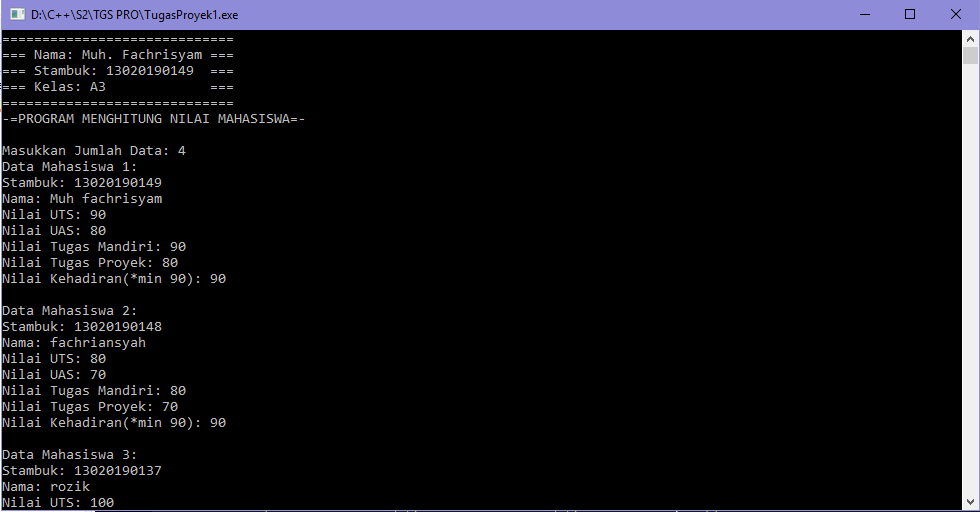 D:\C++\S2\TGS PRO\TugasProyek1.exe
=============================
=== Nama: Muh. Fachrisyam ===
=== Stambuk: 13020190149  ===
=== Kelas: A3             ===
=============================
-=PROGRAM MENGHITUNG NILAI MAHASISWA=-

Masukkan Jumlah Data: 4
Data Mahasiswa 1:
Stambuk: 13020190149
Nama: Muh fachrisyam
Nilai UTS: 90
Nilai UAS: 80
Nilai Tugas Mandiri: 90
Nilai Tugas Proyek: 80
Nilai Kehadiran(*min 90): 90

Data Mahasiswa 2:
Stambuk: 13020190148
Nama: fachriansyah
Nilai UTS: 80
Nilai UAS: 70
Nilai Tugas Mandiri: 80
Nilai Tugas Proyek: 70
Nilai Kehadiran(*min 90): 90

Data Mahasiswa 3:
Stambuk: 13020190137
Nama: rozik
Nilai UTS: 100